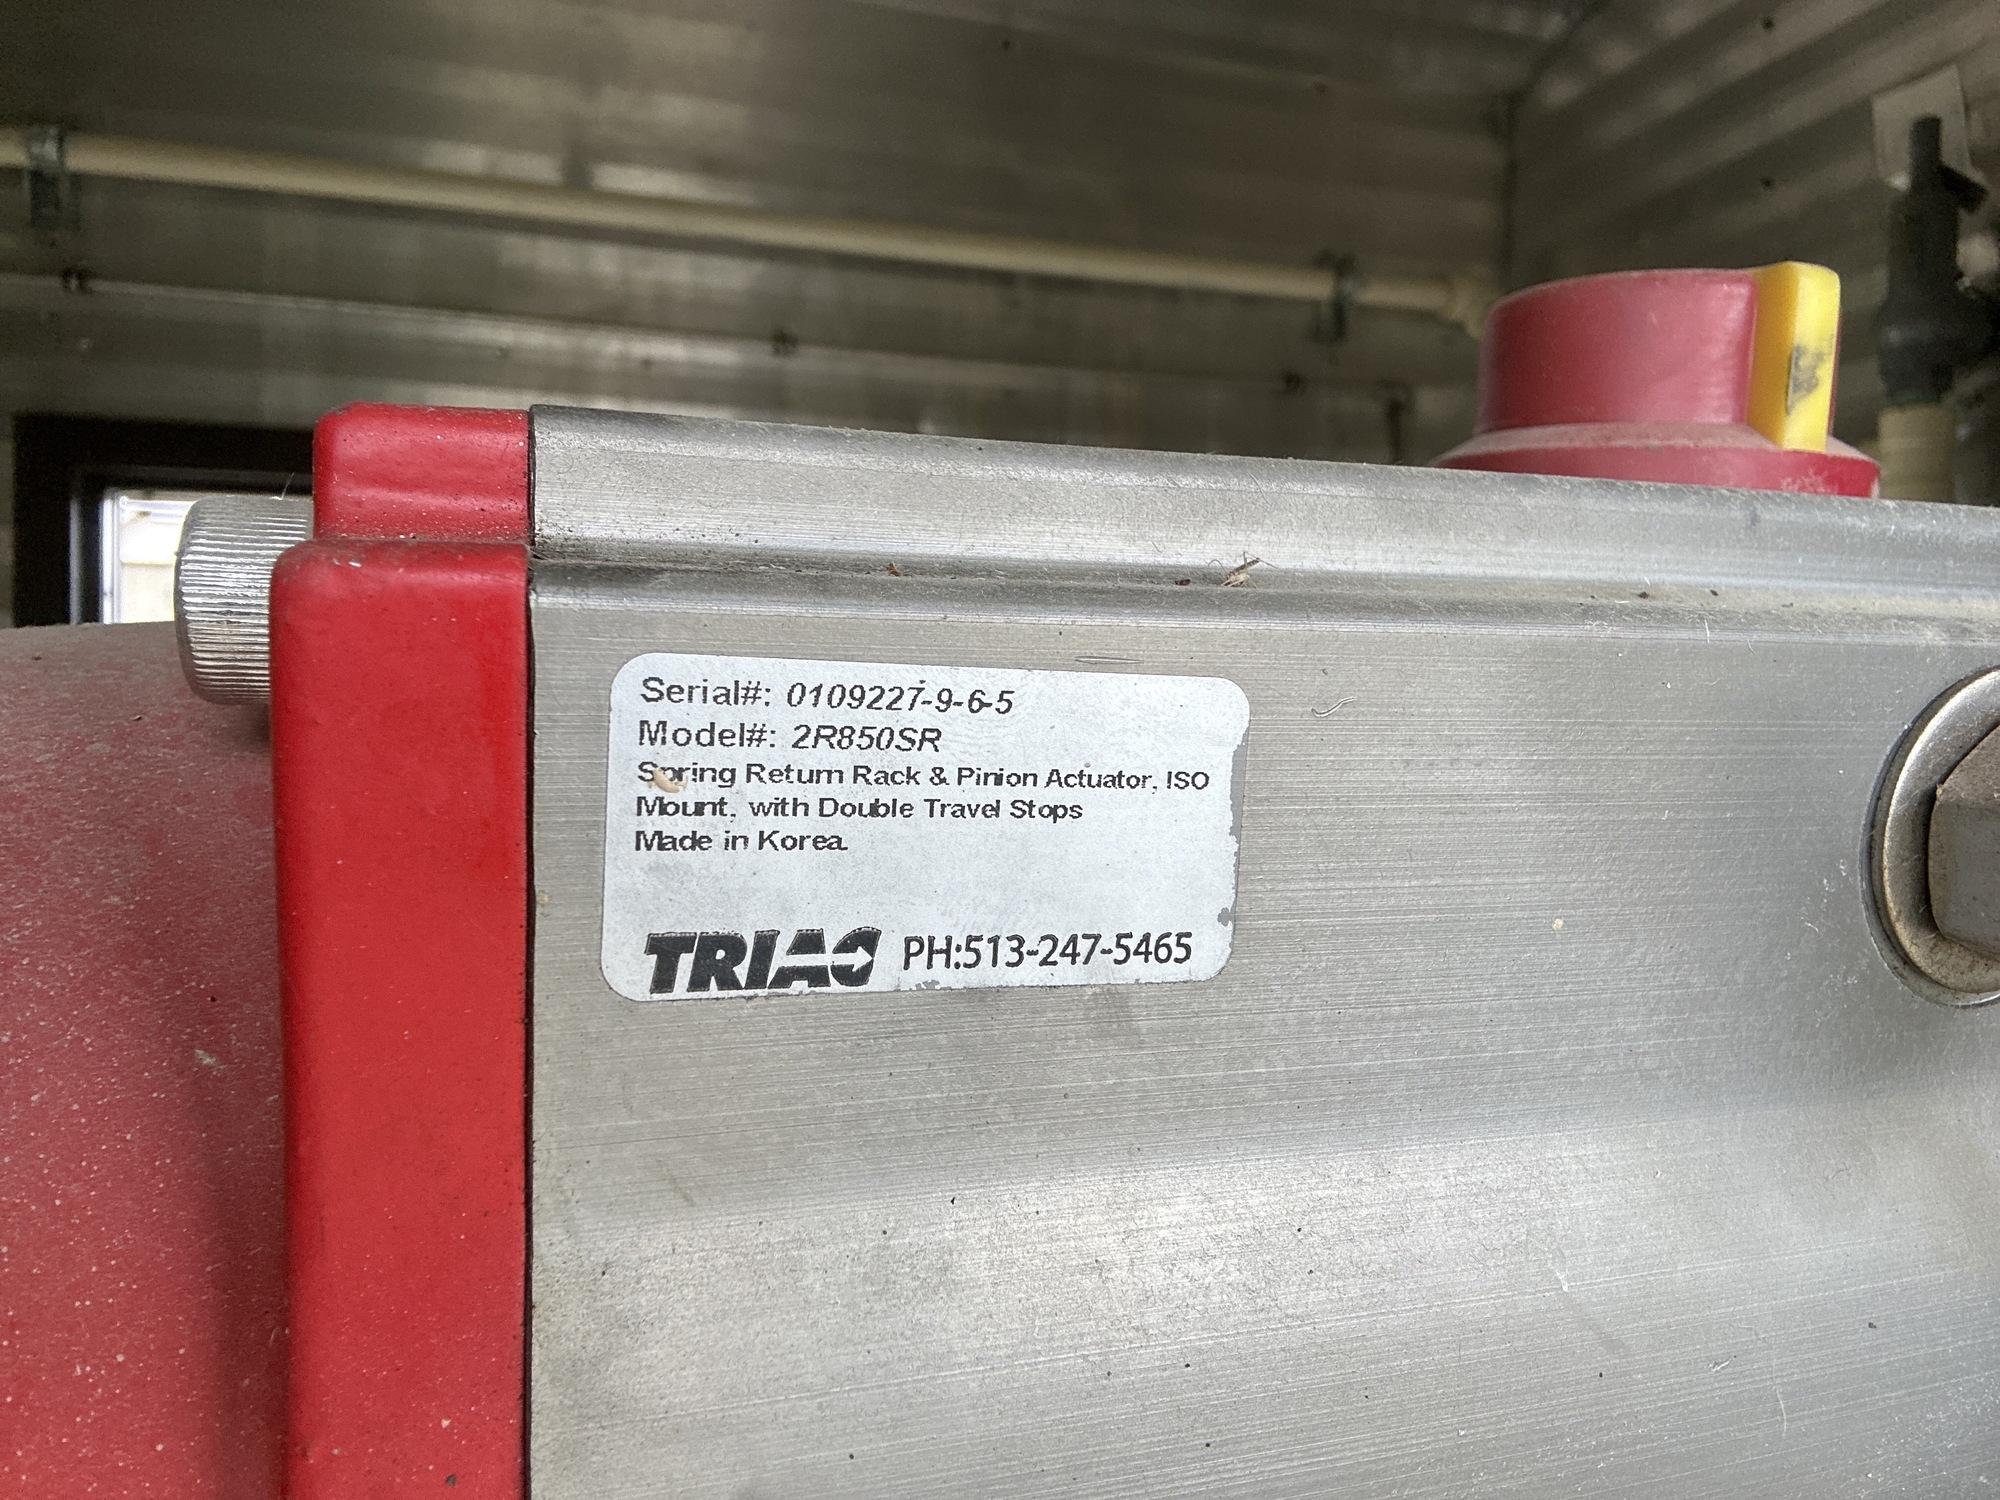 Serial#: 0109227-9-6-5
Model#: 2R850SR
Spring Return Rack & Pinion Actuator, ISO
Mount, with Double Travel Stops
Made in Korea.
TRIAC PH:513-247-5465